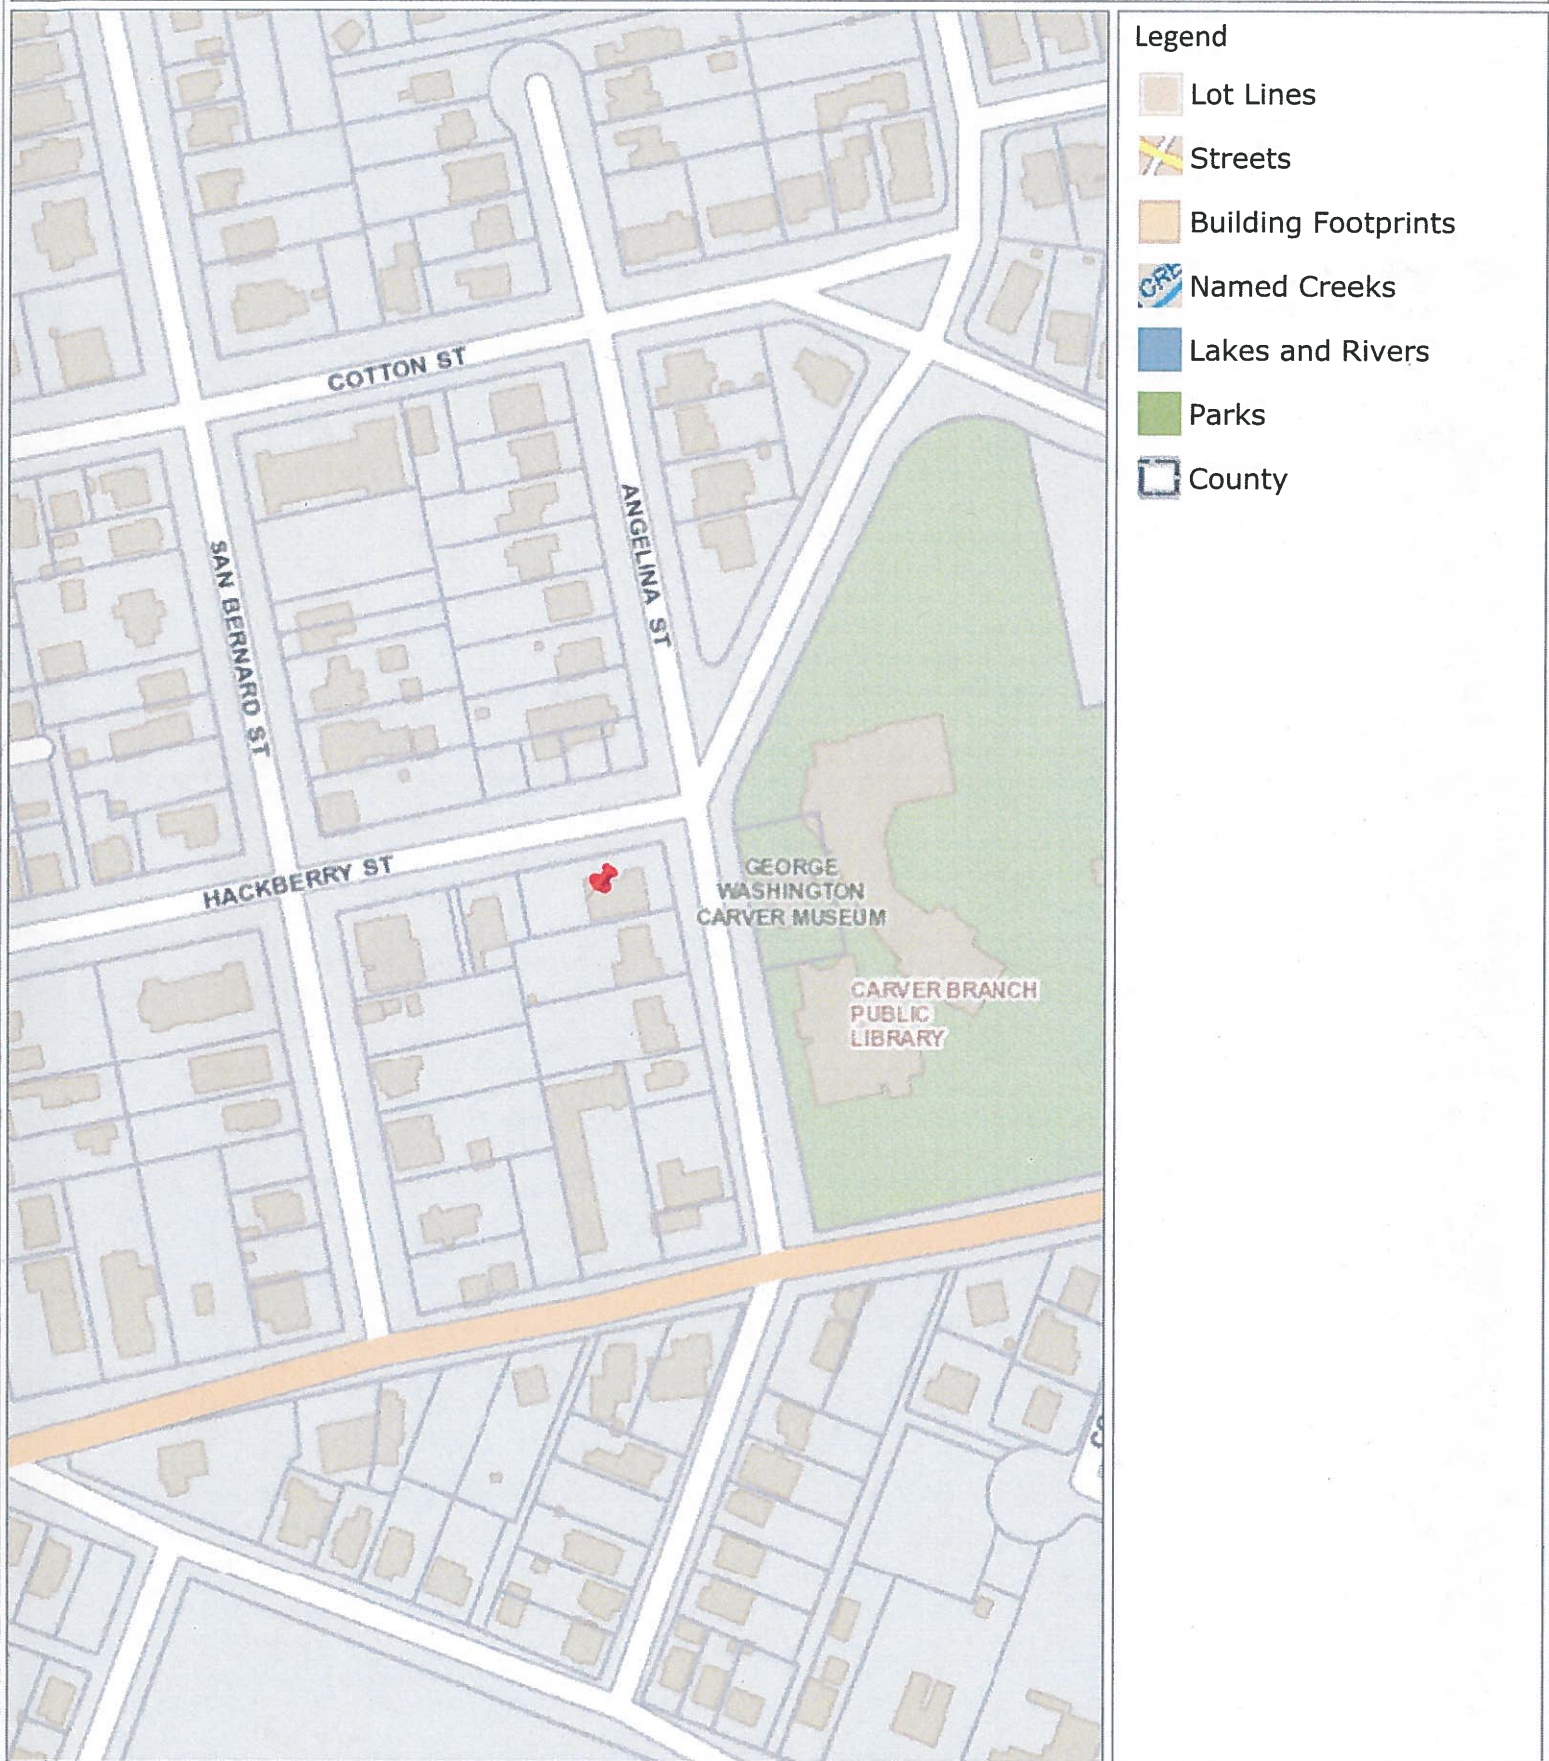 Legend
Lot Lines
Streets
Building Footprints
CRE
Named Creeks
Lakes and Rivers
Parks
County
COTTON ST
ANGELINA ST
SAN BERNARD ST
HACKBERRY ST
GEORGE
WASHINGTON
CARVER MUSEUM
CARVER BRANCH
PUBLIC
LIBRARY